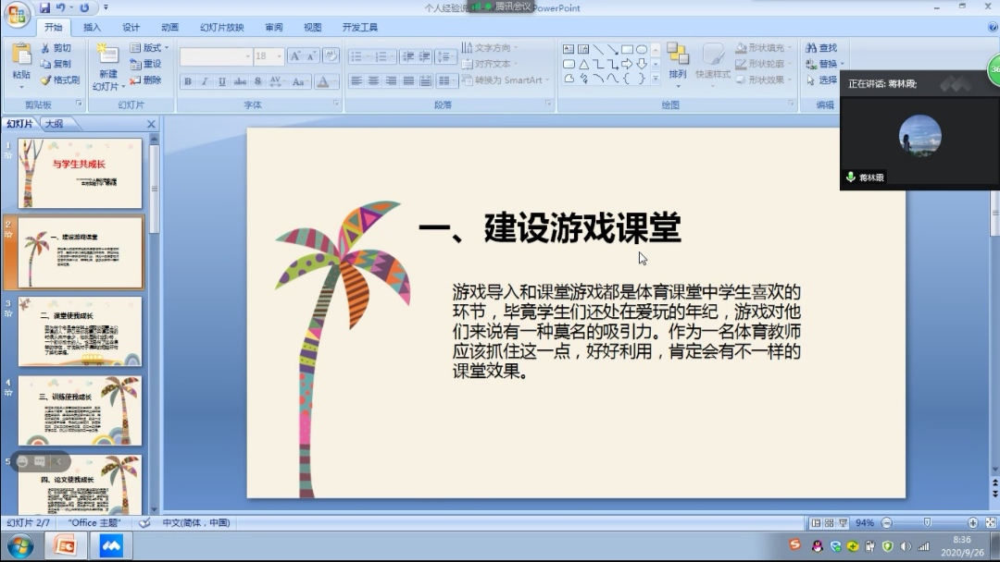 个人经验谈
腾讯会议
PowerPoint
开始 插入 设计 动画 幻灯片放映 审阅 视图 开发工具
粘贴
剪切
复制
格式刷
剪贴板
新建
幻灯片
版式
重设
删除
幻灯片
18
字体
文字方向
对齐文本
转换为 SmartArt
段落
排列
快速样式
形状填充
形状轮廓
形状效果
绘图
查找
替换
选择
编辑
幻灯片 大纲
正在讲话: 蒋林霞;
蒋林霞
36
1
与学生共成长
2
一、建设游戏课堂
3
二、课堂使我成长
4
三、训练使我成长
5
四、论文使我成长
一、建设游戏课堂
游戏导入和课堂游戏都是体育课堂中学生喜欢的
环节，毕竟学生们还处在爱玩的年纪，游戏对他
们来说有一种莫名的吸引力。作为一名体育教师
应该抓住这一点，好好利用，肯定会有不一样的
课堂效果。
幻灯片 2/7 "Office 主题" 中文(简体，中国) 94%
8:36
2020/9/26